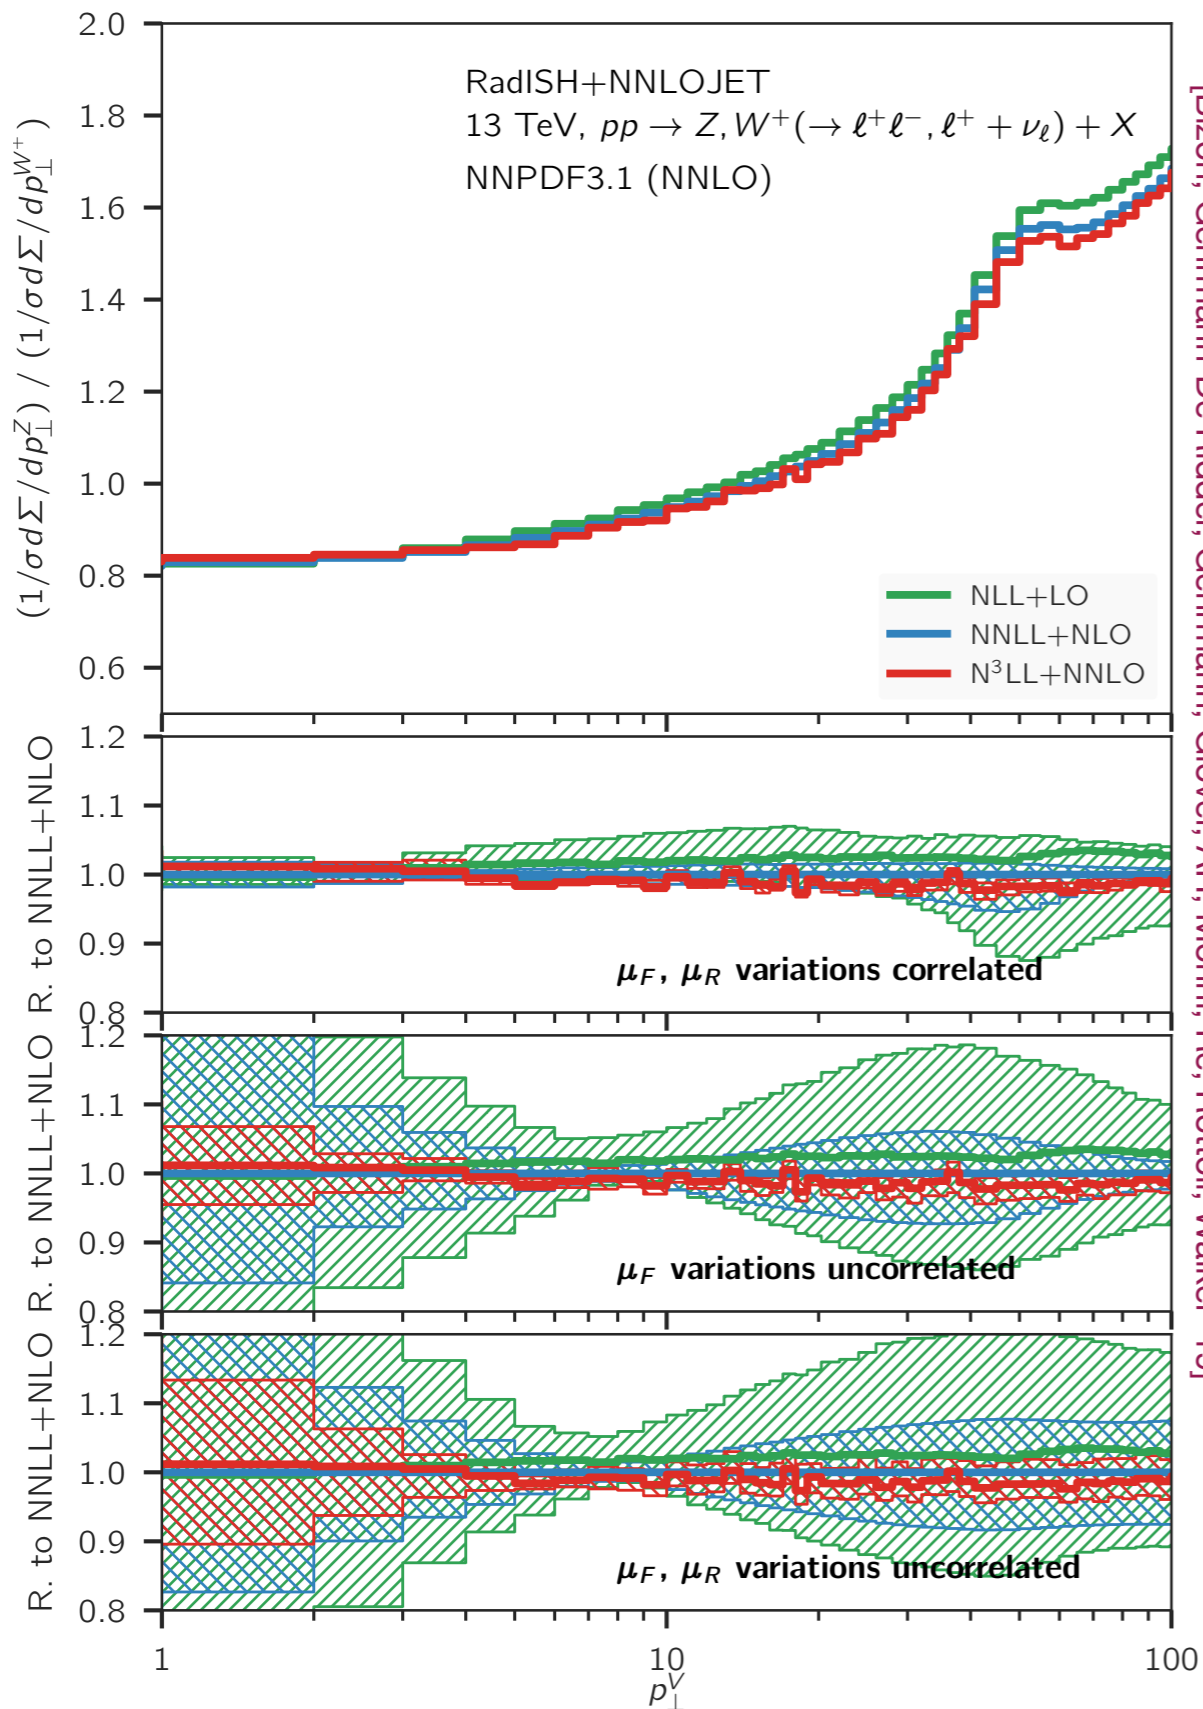 2.0
1.8
1.6
1.4
1.2
1.0
0.8
0.6
(1/σdΣ/dp⊥^Z) / (1/σdΣ/dp⊥^{W+})
RadISH+NNLOJET
13 TeV, pp → Z, W⁺(→ ℓ⁺ℓ⁻, ℓ⁺ + νℓ) + X
NNPDF3.1 (NNLO)
NLL+LO
NNLL+NLO
N³LL+NNLO
1.2
1.1
1.0
0.9
0.8
R. to NNLL+NLO
μF, μR variations correlated
1.2
1.1
1.0
0.9
0.8
R. to NNLL+NLO
μF variations uncorrelated
1.2
1.1
1.0
0.9
0.8
R. to NNLL+NLO
μF, μR variations uncorrelated
1 10 100
p⊥^V